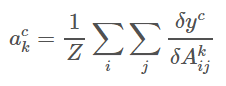 a_k^c = \frac{1}{Z} \sum_i \sum_j \frac{\delta y^c}{\delta A_{ij}^k}